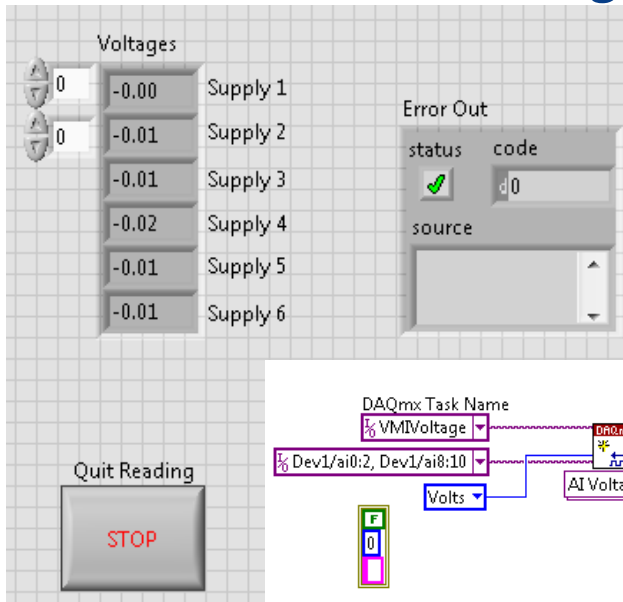 Voltages
0 -0.00 Supply 1
0 -0.01 Supply 2
-0.01 Supply 3
-0.02 Supply 4
-0.01 Supply 5
-0.01 Supply 6
Error Out
status code
d 0
source
DAQmx Task Name
VMIVoltage
Dev1/ai0:2, Dev1/ai8:10
Volts
AI Volta
F
0
Quit Reading
STOP